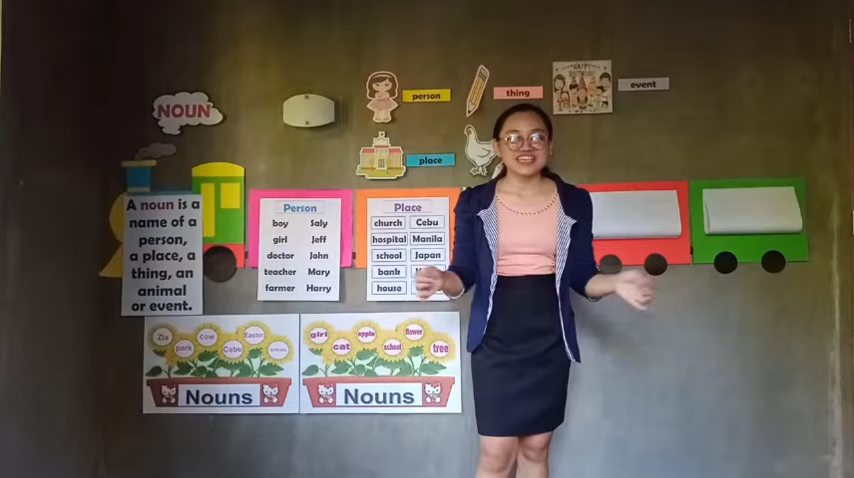 person
thing
HAPPY
event
NOUN
place
A noun is a
name of a
person,
a place, a
thing, an
animal
or event.
Person
boy Saly
girl Jeff
doctor John
teacher Mary
farmer Harry
Place
church Cebu
hospital Manila
school Japan
bank
house
Zia
park
cow
Cebu
Easter
Nouns
girl
cat
apple
school
flower
tree
Nouns